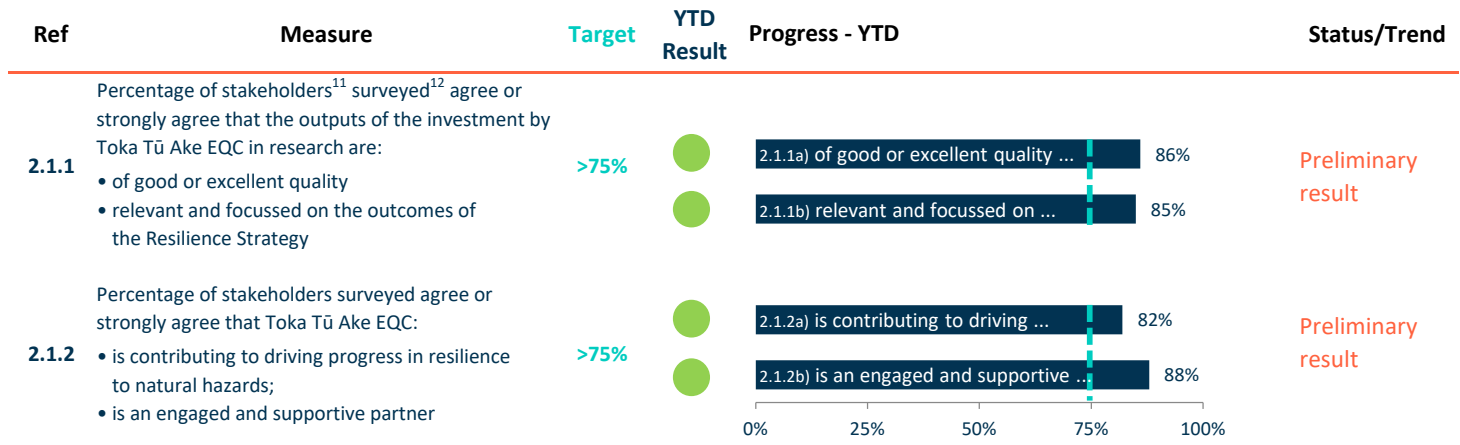 Ref Measure Target YTD Result Progress - YTD Status/Trend
2.1.1
Percentage of stakeholders11 surveyed12 agree or
strongly agree that the outputs of the investment by
Toka Tū Ake EQC in research are:
• of good or excellent quality
• relevant and focussed on the outcomes of
the Resilience Strategy
>75%
2.1.1a) of good or excellent quality ... 86%
2.1.1b) relevant and focussed on ... 85%
Preliminary
result
2.1.2
Percentage of stakeholders surveyed agree or
strongly agree that Toka Tū Ake EQC:
• is contributing to driving progress in resilience
to natural hazards;
• is an engaged and supportive partner
>75%
2.1.2a) is contributing to driving ... 82%
2.1.2b) is an engaged and supportive ... 88%
0% 25% 50% 75% 100%
Preliminary
result